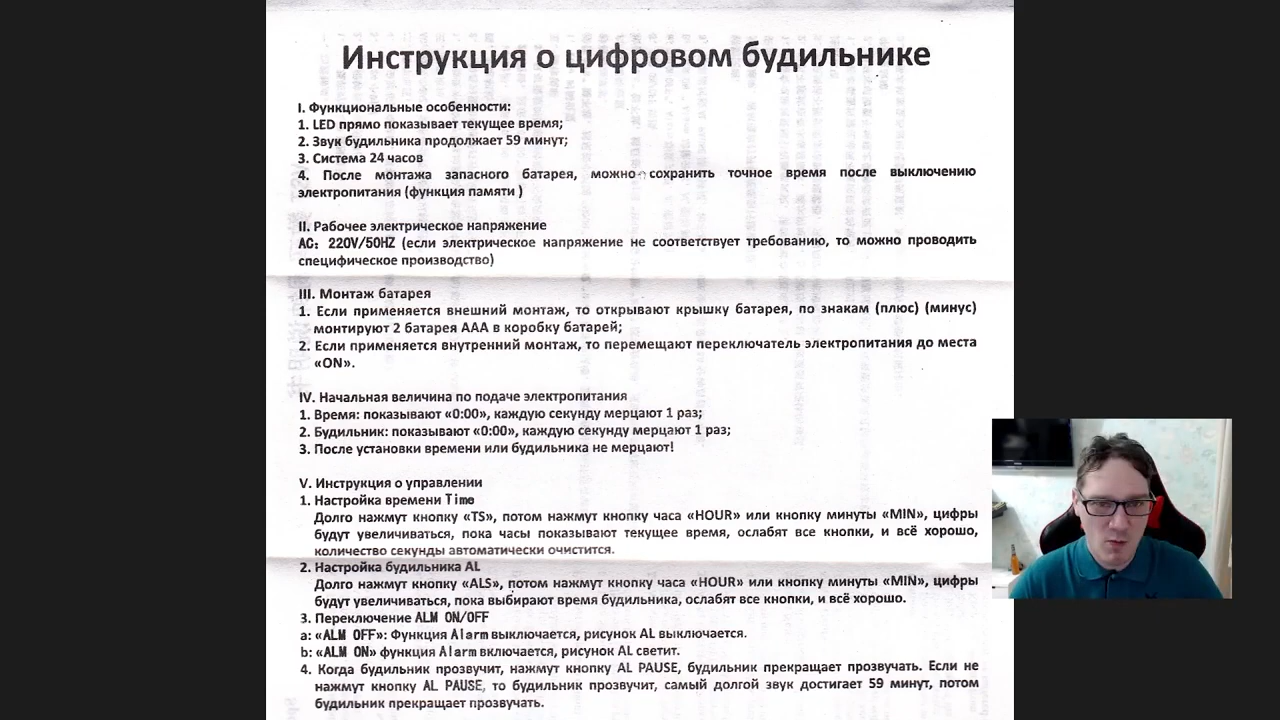 Инструкция о цифровом будильнике
I. Функциональные особенности:
1. LED прямо показывает текущее время;
2. Звук будильника продолжает 59 минут;
3. Система 24 часов
4. После монтажа запасного батарея, можно сохранить точное время после выключению
электропитания (функция памяти )
II. Рабочее электрическое напряжение
AC: 220V/50HZ (если электрическое напряжение не соответствует требованию, то можно проводить
специфическое производство)
III. Монтаж батарея
1. Если применяется внешний монтаж, то открывают крышку батарея, по знакам (плюс) (минус)
монтируют 2 батарея AAA в коробку батарей;
2. Если применяется внутренний монтаж, то перемещают переключатель электропитания до места
«ON».
IV. Начальная величина по подаче электропитания
1. Время: показывают «0:00», каждую секунду мерцают 1 раз;
2. Будильник: показывают «0:00», каждую секунду мерцают 1 раз;
3. После установки времени или будильника не мерцают!
V. Инструкция о управлении
1. Настройка времени Time
Долго нажмут кнопку «TS», потом нажмут кнопку часа «HOUR» или кнопку минуты «MIN», цифры
будут увеличиваться, пока часы показывают текущее время, ослабят все кнопки, и всё хорошо,
количество секунды автоматически очистится.
2. Настройка будильника AL
Долго нажмут кнопку «ALS», потом нажмут кнопку часа «HOUR» или кнопку минуты «MIN», цифры
будут увеличиваться, пока выбирают время будильника, ослабят все кнопки, и всё хорошо.
3. Переключение ALM ON/OFF
a: «ALM OFF»: Функция Alarm выключается, рисунок AL выключается.
b: «ALM ON» функция Alarm включается, рисунок AL светит.
4. Когда будильник прозвучит, нажмут кнопку AL PAUSE, будильник прекращает прозвучать. Если не
нажмут кнопку AL PAUSE, то будильник прозвучит, самый долгой звук достигает 59 минут, потом
будильник прекращает прозвучать.